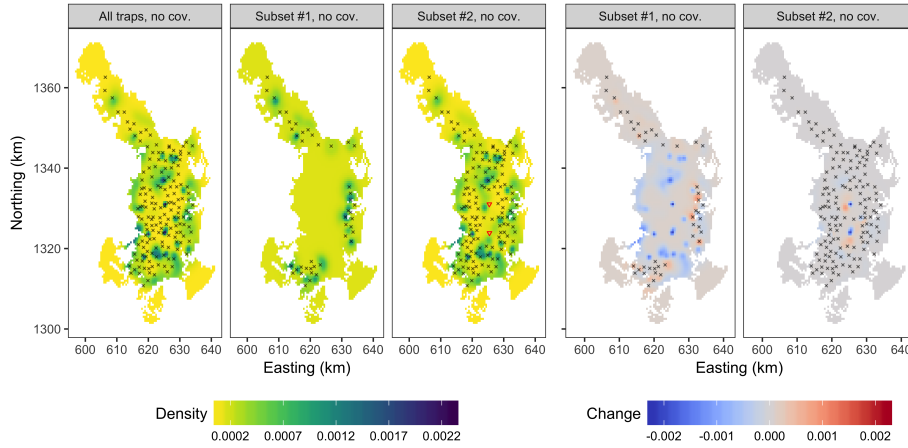 All traps, no cov. Subset #1, no cov. Subset #2, no cov. Subset #1, no cov. Subset #2, no cov.
Northing (km)
1360
1340
1320
1300
600 610 620 630 640 600 610 620 630 640 600 610 620 630 640 600 610 620 630 640 600 610 620 630 640
Easting (km) Easting (km)
Density
0.0002 0.0007 0.0012 0.0017 0.0022
Change
-0.002 -0.001 0.000 0.001 0.002